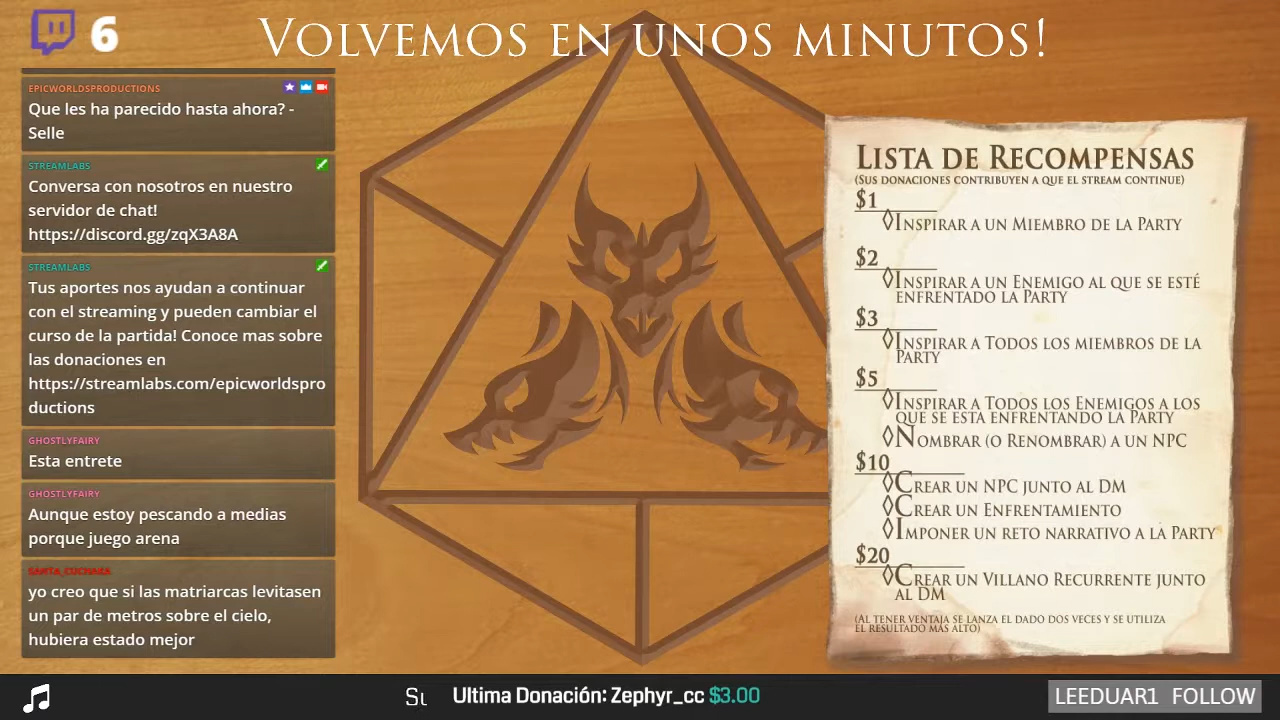 6
Volvemos en unos minutos!
EPICWORLDSPRODUCTIONS
Que les ha parecido hasta ahora? -
Selle
STREAMLABS
Conversa con nosotros en nuestro
servidor de chat!
https://discord.gg/zqX3A8A
STREAMLABS
Tus aportes nos ayudan a continuar
con el streaming y pueden cambiar el
curso de la partida! Conoce mas sobre
las donaciones en
https://streamlabs.com/epicworldspro
ductions
GHOSTLYFAIRY
Esta entrete
GHOSTLYFAIRY
Aunque estoy pescando a medias
porque juego arena
SANTA_CUCHARA
yo creo que si las matriarcas levitasen
un par de metros sobre el cielo,
hubiera estado mejor
Lista de Recompensas
(Sus donaciones contribuyen a que el stream continue)
$1
◊Inspirar a un Miembro de la Party
$2
◊Inspirar a un Enemigo al que se esté
enfrentado la Party
$3
◊Inspirar a Todos los miembros de la
Party
$5
◊Inspirar a Todos los Enemigos a los
que se esta enfrentando la Party
◊Nombrar (o Renombrar) a un NPC
$10
◊Crear un NPC junto al DM
◊Crear un Enfrentamiento
◊Imponer un reto narrativo a la Party
$20
◊Crear un Villano Recurrente junto
al DM
(Al tener ventaja se lanza el dado dos veces y se utiliza
el resultado más alto)
Ultima Donación: Zephyr_cc $3.00
LEEDUAR1 FOLLOW